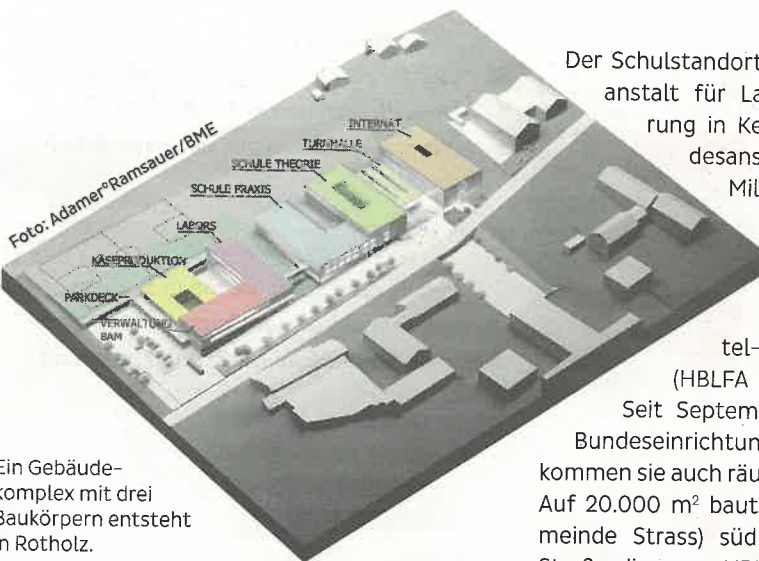 Foto: Adamer°Ramsauer/BME
INTERNAT
TURNHALLE
SCHULE THEORIE
SCHULE PRAXIS
LABORS
KÄSEPRODUKTION
PARKDECK
VERWALTUNG
BAM
Ein Gebäude-
komplex mit drei
Baukörpern entsteht
in Rotholz.
Der Schulstandort
anstalt für La
rung in Ke
desans
Mil
tel-
(HBLFA
Seit Septem
Bundeseinrichtun
kommen sie auch räu
Auf 20.000 m² baut
meinde Strass) süd